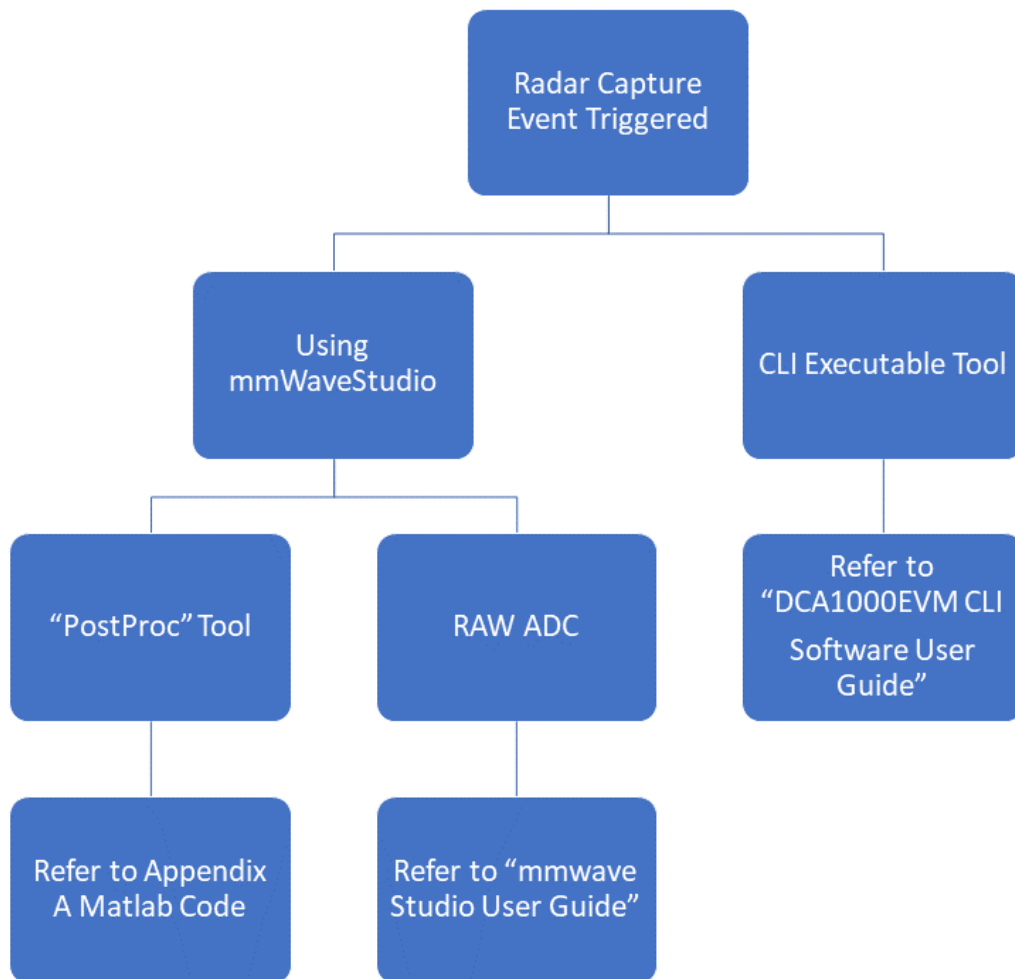 Radar Capture
Event Triggered
Using
mmWaveStudio
CLI Executable Tool
“PostProc” Tool
RAW ADC
Refer to
“DCA1000EVM CLI
Software User
Guide”
Refer to Appendix
A Matlab Code
Refer to “mmwave
Studio User Guide”